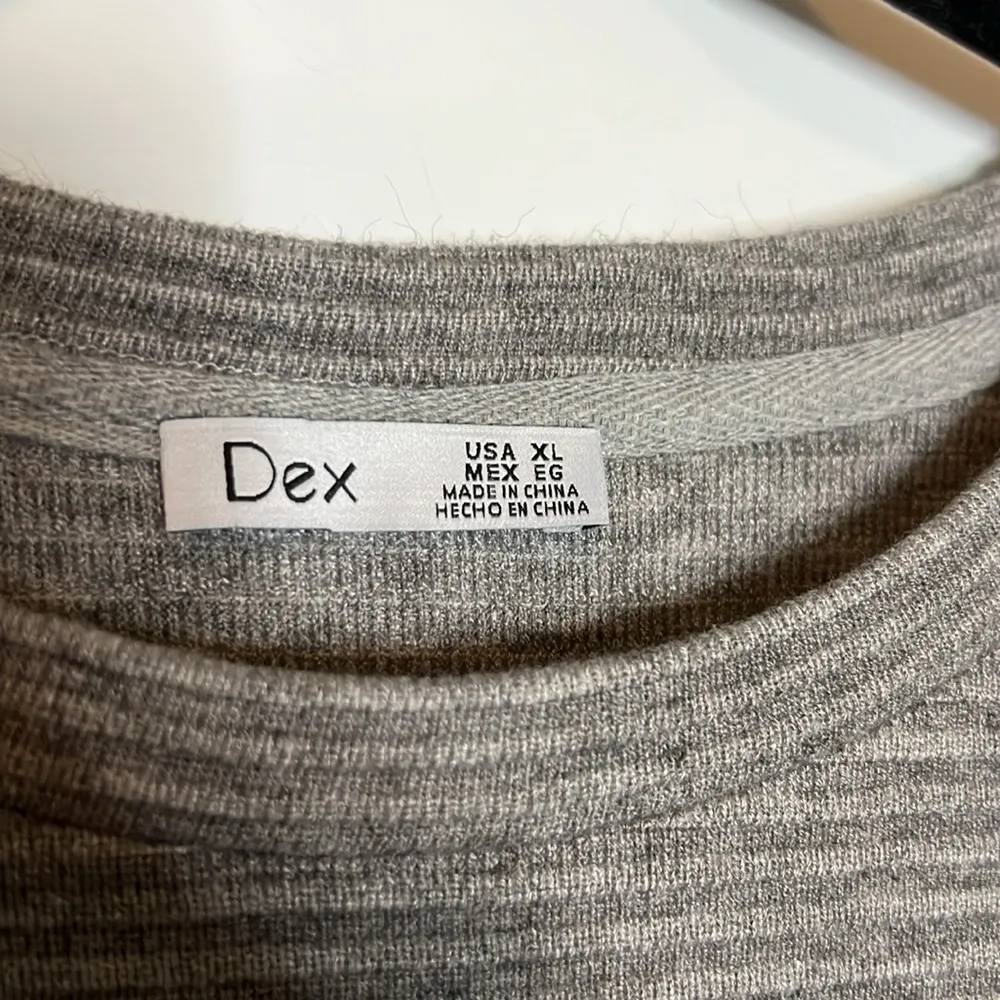 Dex
USA XL
MEX EG
MADE IN CHINA
HECHO EN CHINA